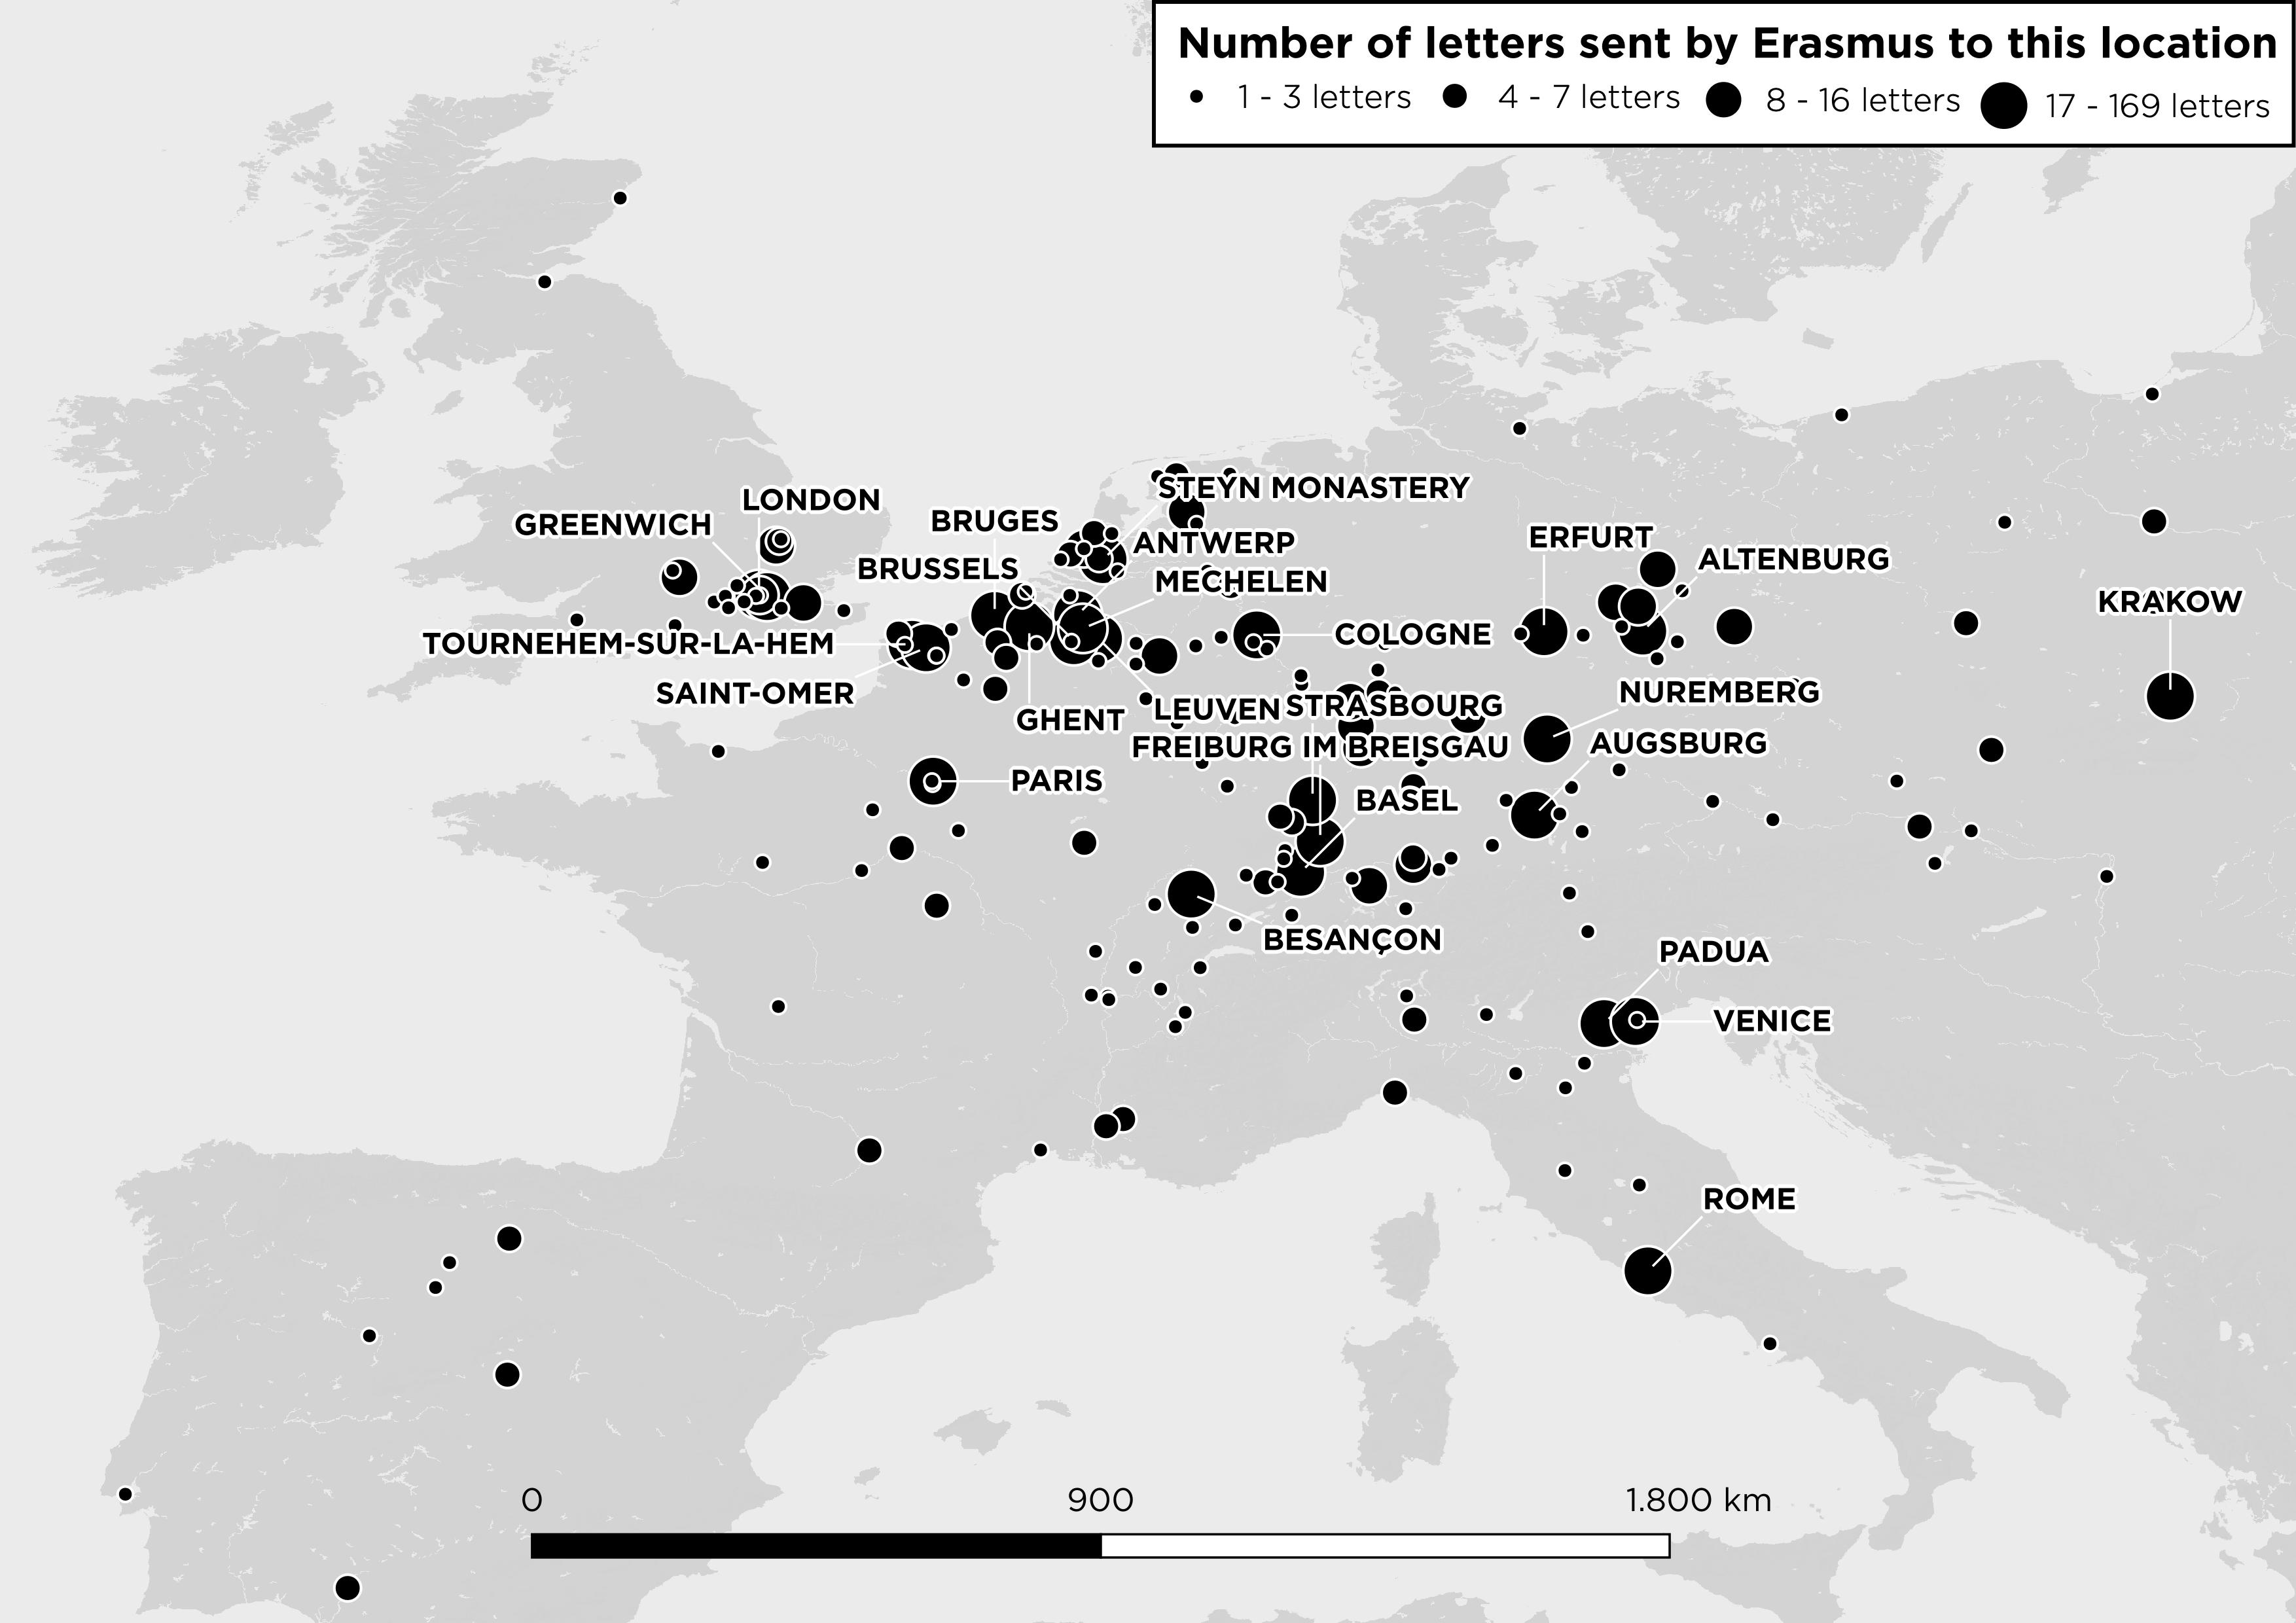 Number of letters sent by Erasmus to this location
1 - 3 letters 4 - 7 letters 8 - 16 letters 17 - 169 letters
STEYN MONASTERY
LONDON
GREENWICH
BRUGES
ANTWERP
ERFURT
ALTENBURG
BRUSSELS
MECHELEN
KRAKOW
TOURNEHEM-SUR-LA-HEM
COLOGNE
SAINT-OMER
NUREMBERG
GHENT
LEUVEN
STRASBOURG
FREIBURG IM BREISGAU
AUGSBURG
PARIS
BASEL
BESANÇON
PADUA
VENICE
ROME
0 900 1.800 km